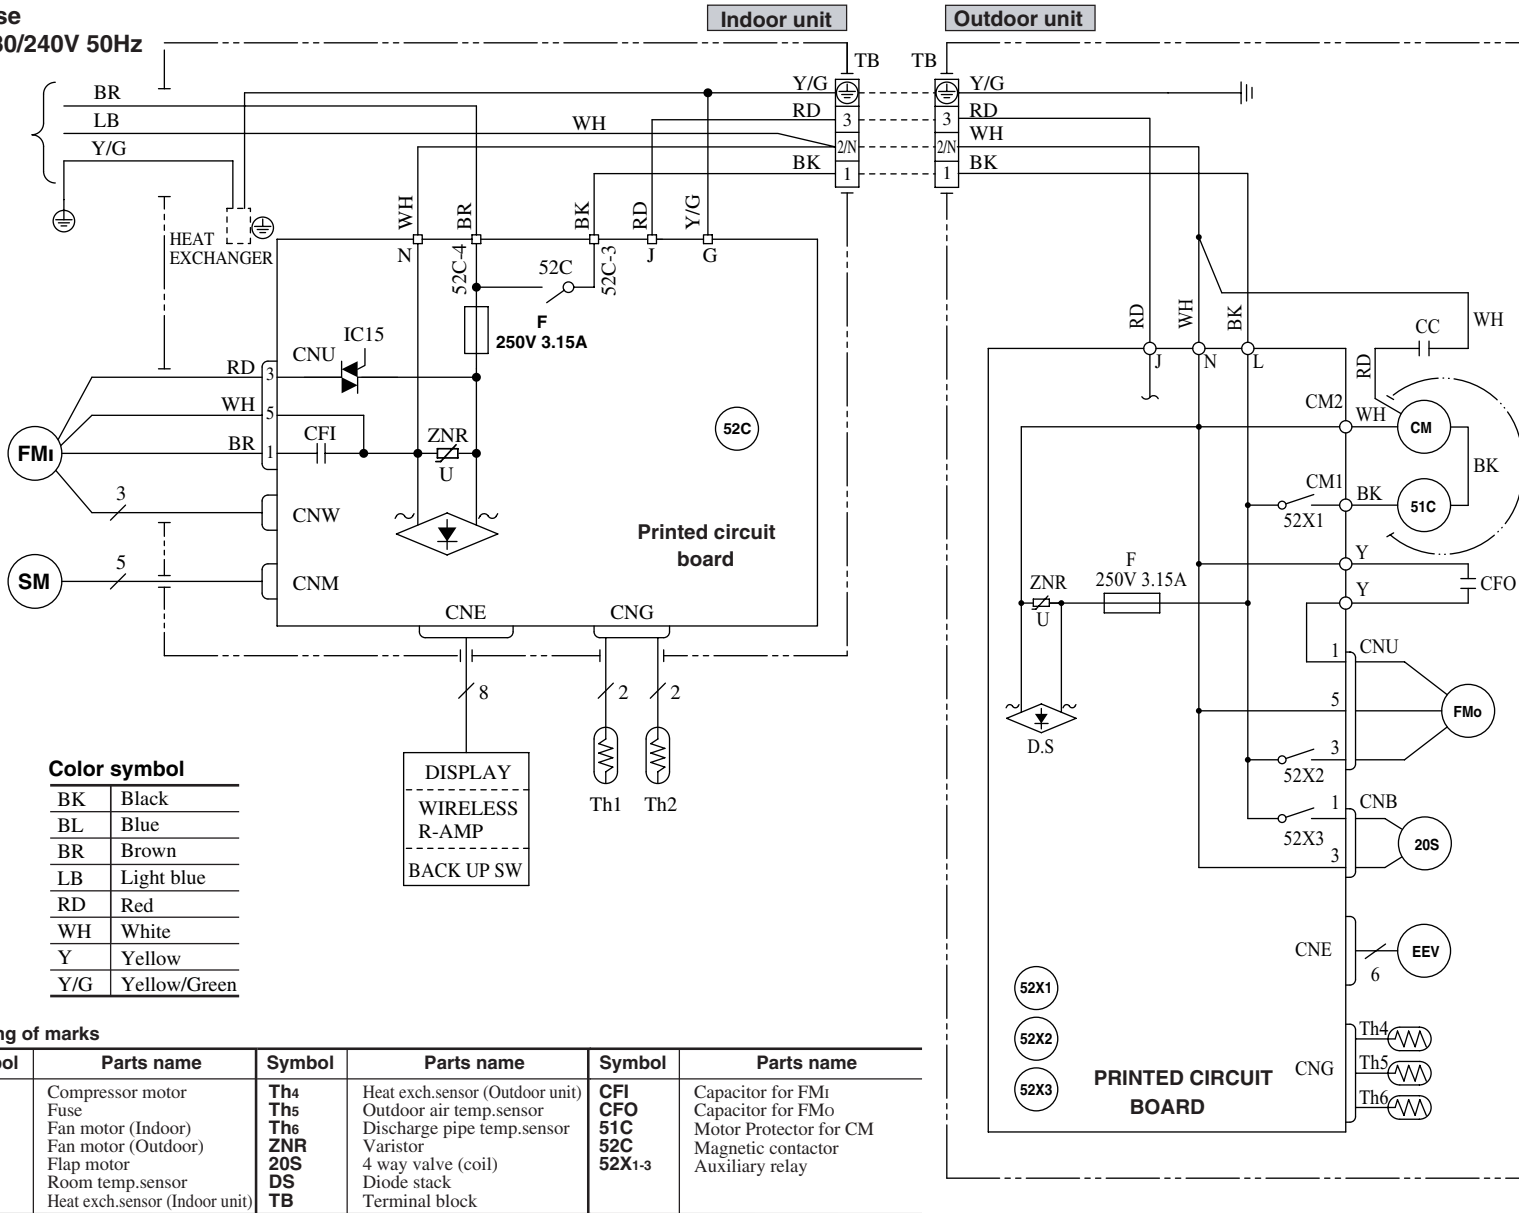 se
30/240V 50Hz
Indoor unit
Outdoor unit
TB
TB
BR
LB
Y/G
WH
Y/G
RD
BK
3
2/N
1
3
2/N
1
Y/G
RD
WH
BK
HEAT
EXCHANGER
WH
BR
BK
RD
Y/G
N
52C-4
52C
52C-3
J
G
F
250V 3.15A
IC15
CNU
RD
3
WH
5
BR
1
CFI
ZNR
U
52C
FMI
3
CNW
SM
5
CNM
Printed circuit
board
CNE
CNG
8
2
2
DISPLAY
WIRELESS
R-AMP
BACK UP SW
Th1
Th2
RD
WH
BK
J
N
L
CC
WH
RD
CM2
WH
CM
BK
CM1
BK
51C
52X1
Y
Y
CFO
ZNR
U
F
250V 3.15A
D.S
1
CNU
5
3
52X2
FMo
1
CNB
52X3
3
20S
CNE
6
EEV
52X1
52X2
52X3
PRINTED CIRCUIT
BOARD
CNG
Th4
Th5
Th6
Color symbol
BK Black
BL Blue
BR Brown
LB Light blue
RD Red
WH White
Y Yellow
Y/G Yellow/Green
ng of marks
ol Parts name Symbol Parts name Symbol Parts name
Compressor motor Th4 Heat exch.sensor (Outdoor unit) CFI Capacitor for FMI
Fuse Th5 Outdoor air temp.sensor CFO Capacitor for FMO
Fan motor (Indoor) Th6 Discharge pipe temp.sensor 51C Motor Protector for CM
Fan motor (Outdoor) ZNR Varistor 52C Magnetic contactor
Flap motor 20S 4 way valve (coil) 52X1-3 Auxiliary relay
Room temp.sensor DS Diode stack
Heat exch.sensor (Indoor unit) TB Terminal block